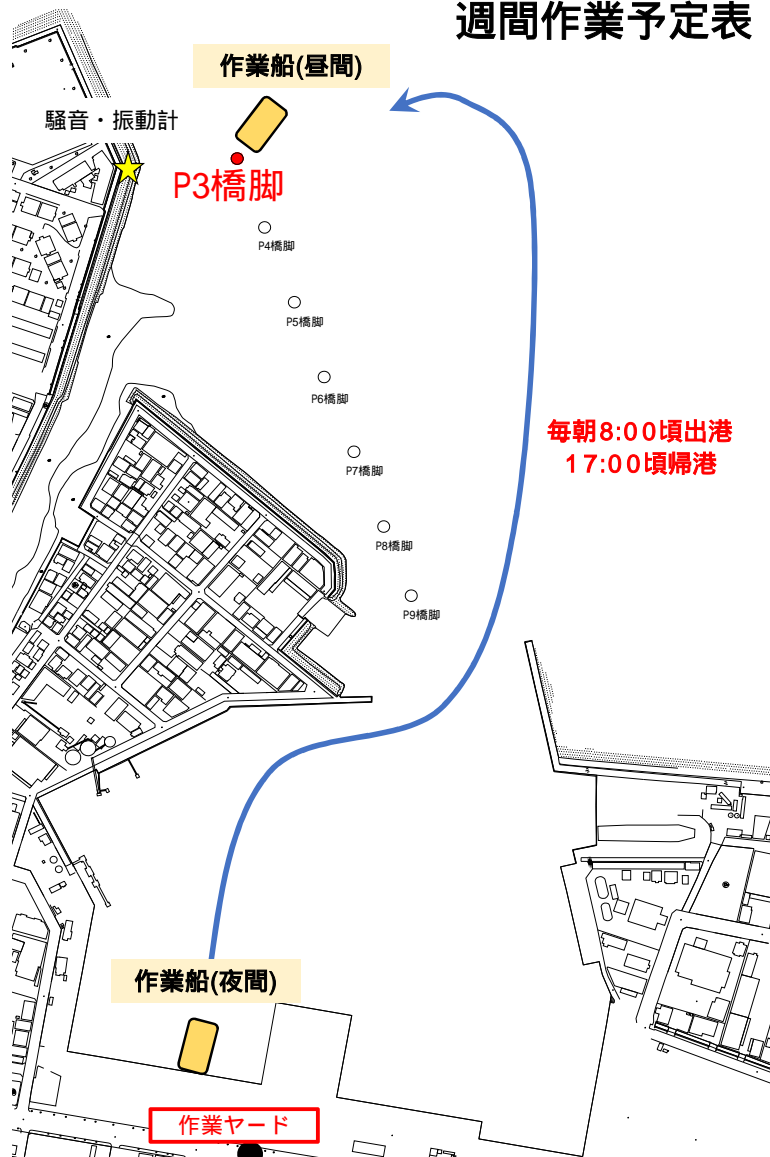 週間作業予定表
作業船(昼間)
騒音・振動計
P3橋脚
P4橋脚
P5橋脚
P6橋脚
P7橋脚
P8橋脚
P9橋脚
毎朝8:00頃出港
17:00頃帰港
作業船(夜間)
作業ヤード